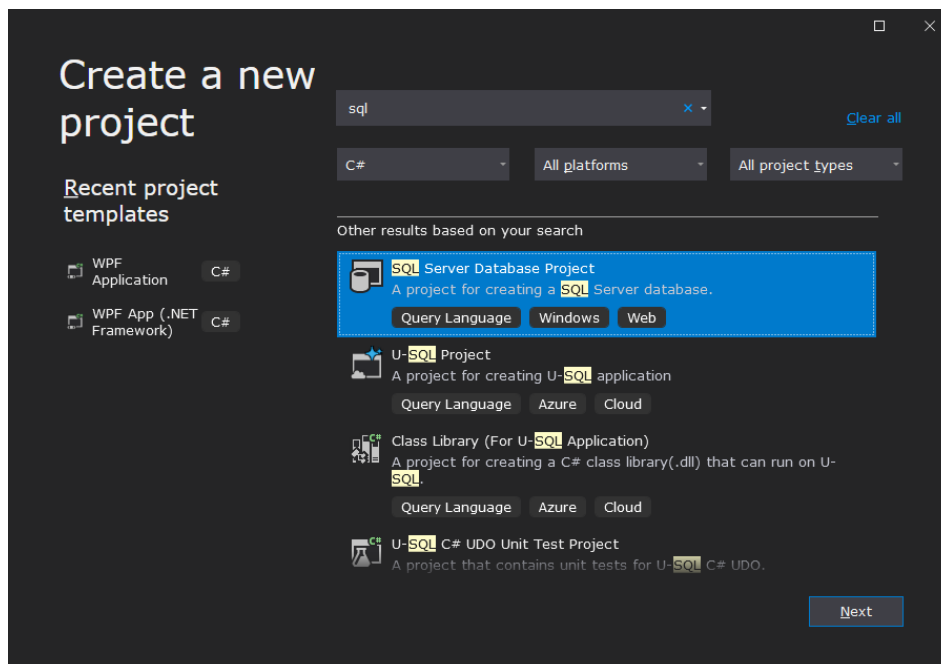 Create a new
project
sql
Clear all
C#
All platforms
All project types
Recent project
templates
WPF
Application
C#
WPF App (.NET
Framework)
C#
Other results based on your search
SQL Server Database Project
A project for creating a SQL Server database.
Query Language Windows Web
U-SQL Project
A project for creating U-SQL application
Query Language Azure Cloud
Class Library (For U-SQL Application)
A project for creating a C# class library(.dll) that can run on U-
SQL.
Query Language Azure Cloud
U-SQL C# UDO Unit Test Project
A project that contains unit tests for U-SQL C# UDO.
Next